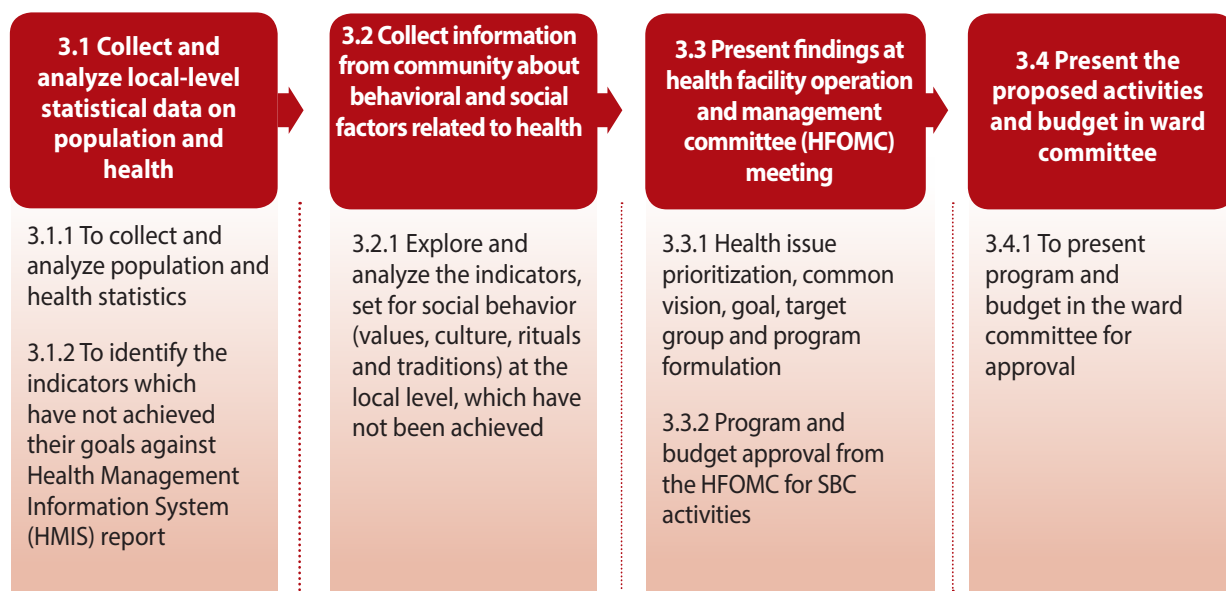 3.1 Collect and
analyze local-level
statistical data on
population and
health
3.1.1 To collect and
analyze population and
health statistics
3.1.2 To identify the
indicators which
have not achieved
their goals against
Health Management
Information System
(HMIS) report
3.2 Collect information
from community about
behavioral and social
factors related to health
3.2.1 Explore and
analyze the indicators,
set for social behavior
(values, culture, rituals
and traditions) at the
local level, which have
not been achieved
3.3 Present findings at
health facility operation
and management
committee (HFOMC)
meeting
3.3.1 Health issue
prioritization, common
vision, goal, target
group and program
formulation
3.3.2 Program and
budget approval from
the HFOMC for SBC
activities
3.4 Present the
proposed activities
and budget in ward
committee
3.4.1 To present
program and
budget in the ward
committee for
approval